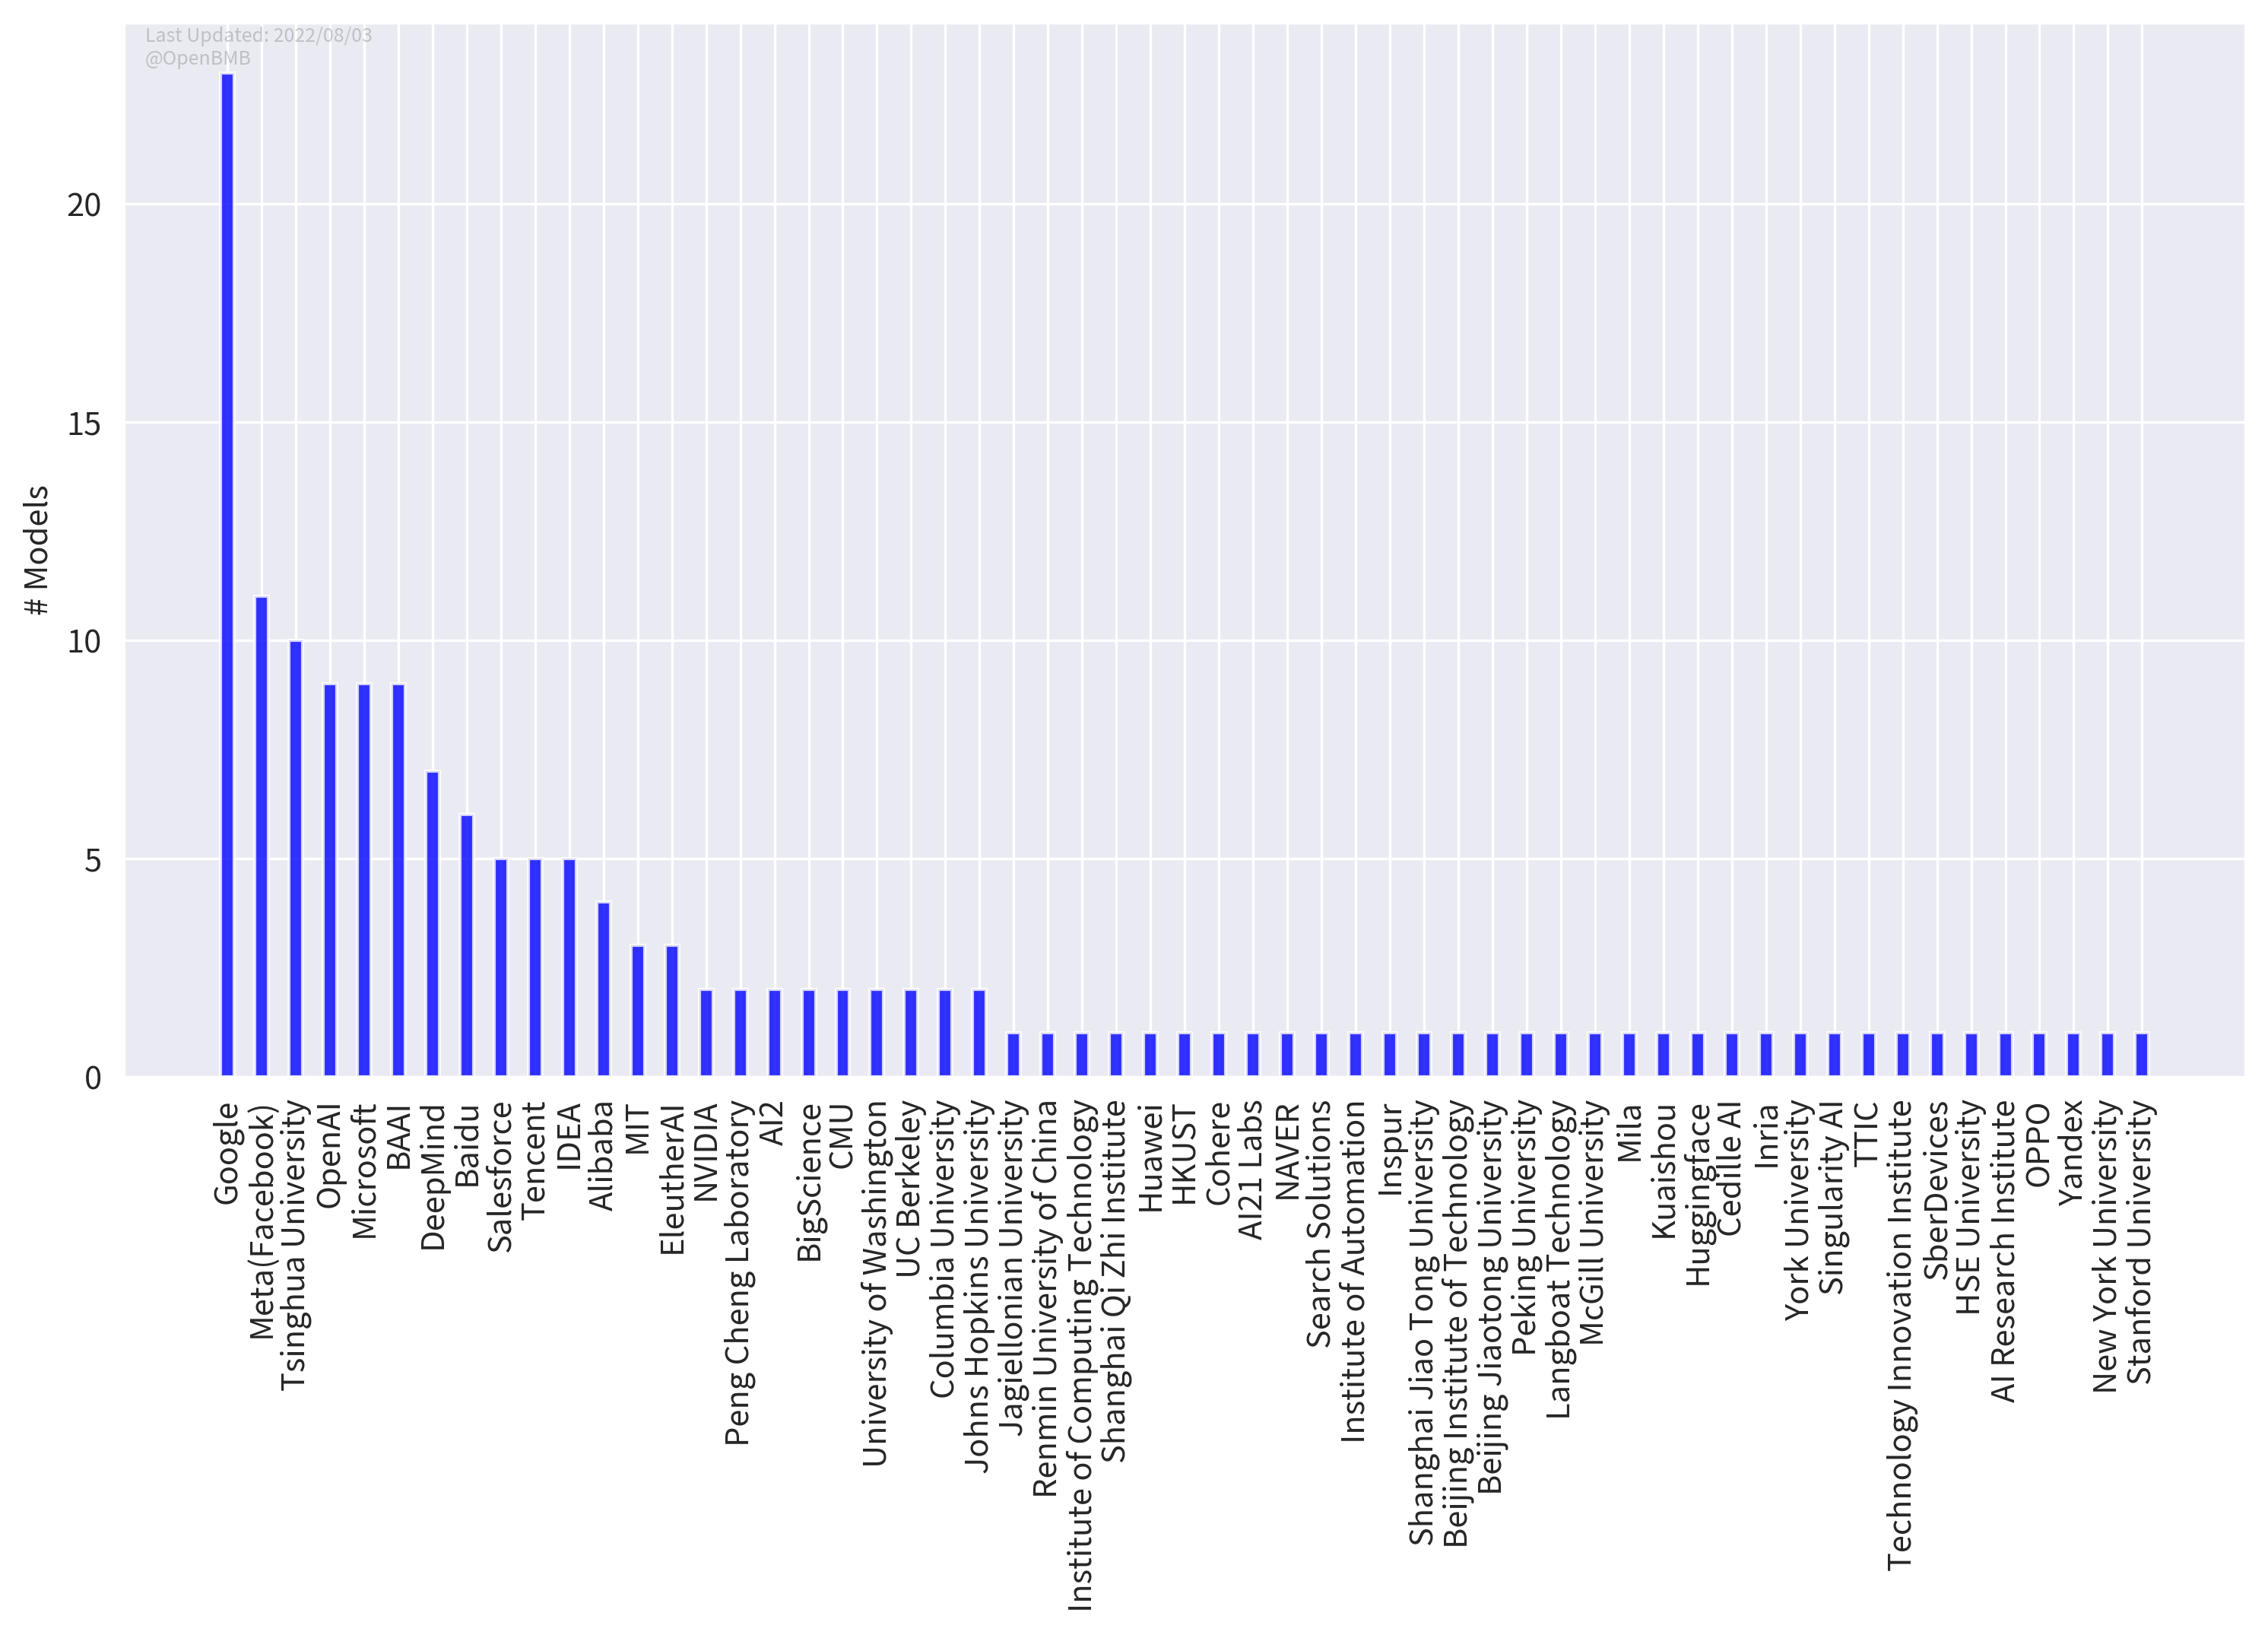 Last Updated: 2022/08/03
@OpenBMB
# Models
20
15
10
5
0
Google
Meta(Facebook)
Tsinghua University
OpenAI
Microsoft
BAAI
DeepMind
Baidu
Salesforce
Tencent
IDEA
Alibaba
MIT
EleutherAI
NVIDIA
Peng Cheng Laboratory
AI2
BigScience
CMU
University of Washington
UC Berkeley
Columbia University
Johns Hopkins University
Jagiellonian University
Renmin University of China
Institute of Computing Technology
Shanghai Qi Zhi Institute
Huawei
HKUST
Cohere
AI21 Labs
NAVER
Search Solutions
Institute of Automation
Inspur
Shanghai Jiao Tong University
Beijing Institute of Technology
Beijing Jiaotong University
Peking University
Langboat Technology
McGill University
Mila
Kuaishou
Huggingface
Cedille AI
Inria
York University
Singularity AI
TTIC
Technology Innovation Institute
SberDevices
HSE University
AI Research Institute
OPPO
Yandex
New York University
Stanford University